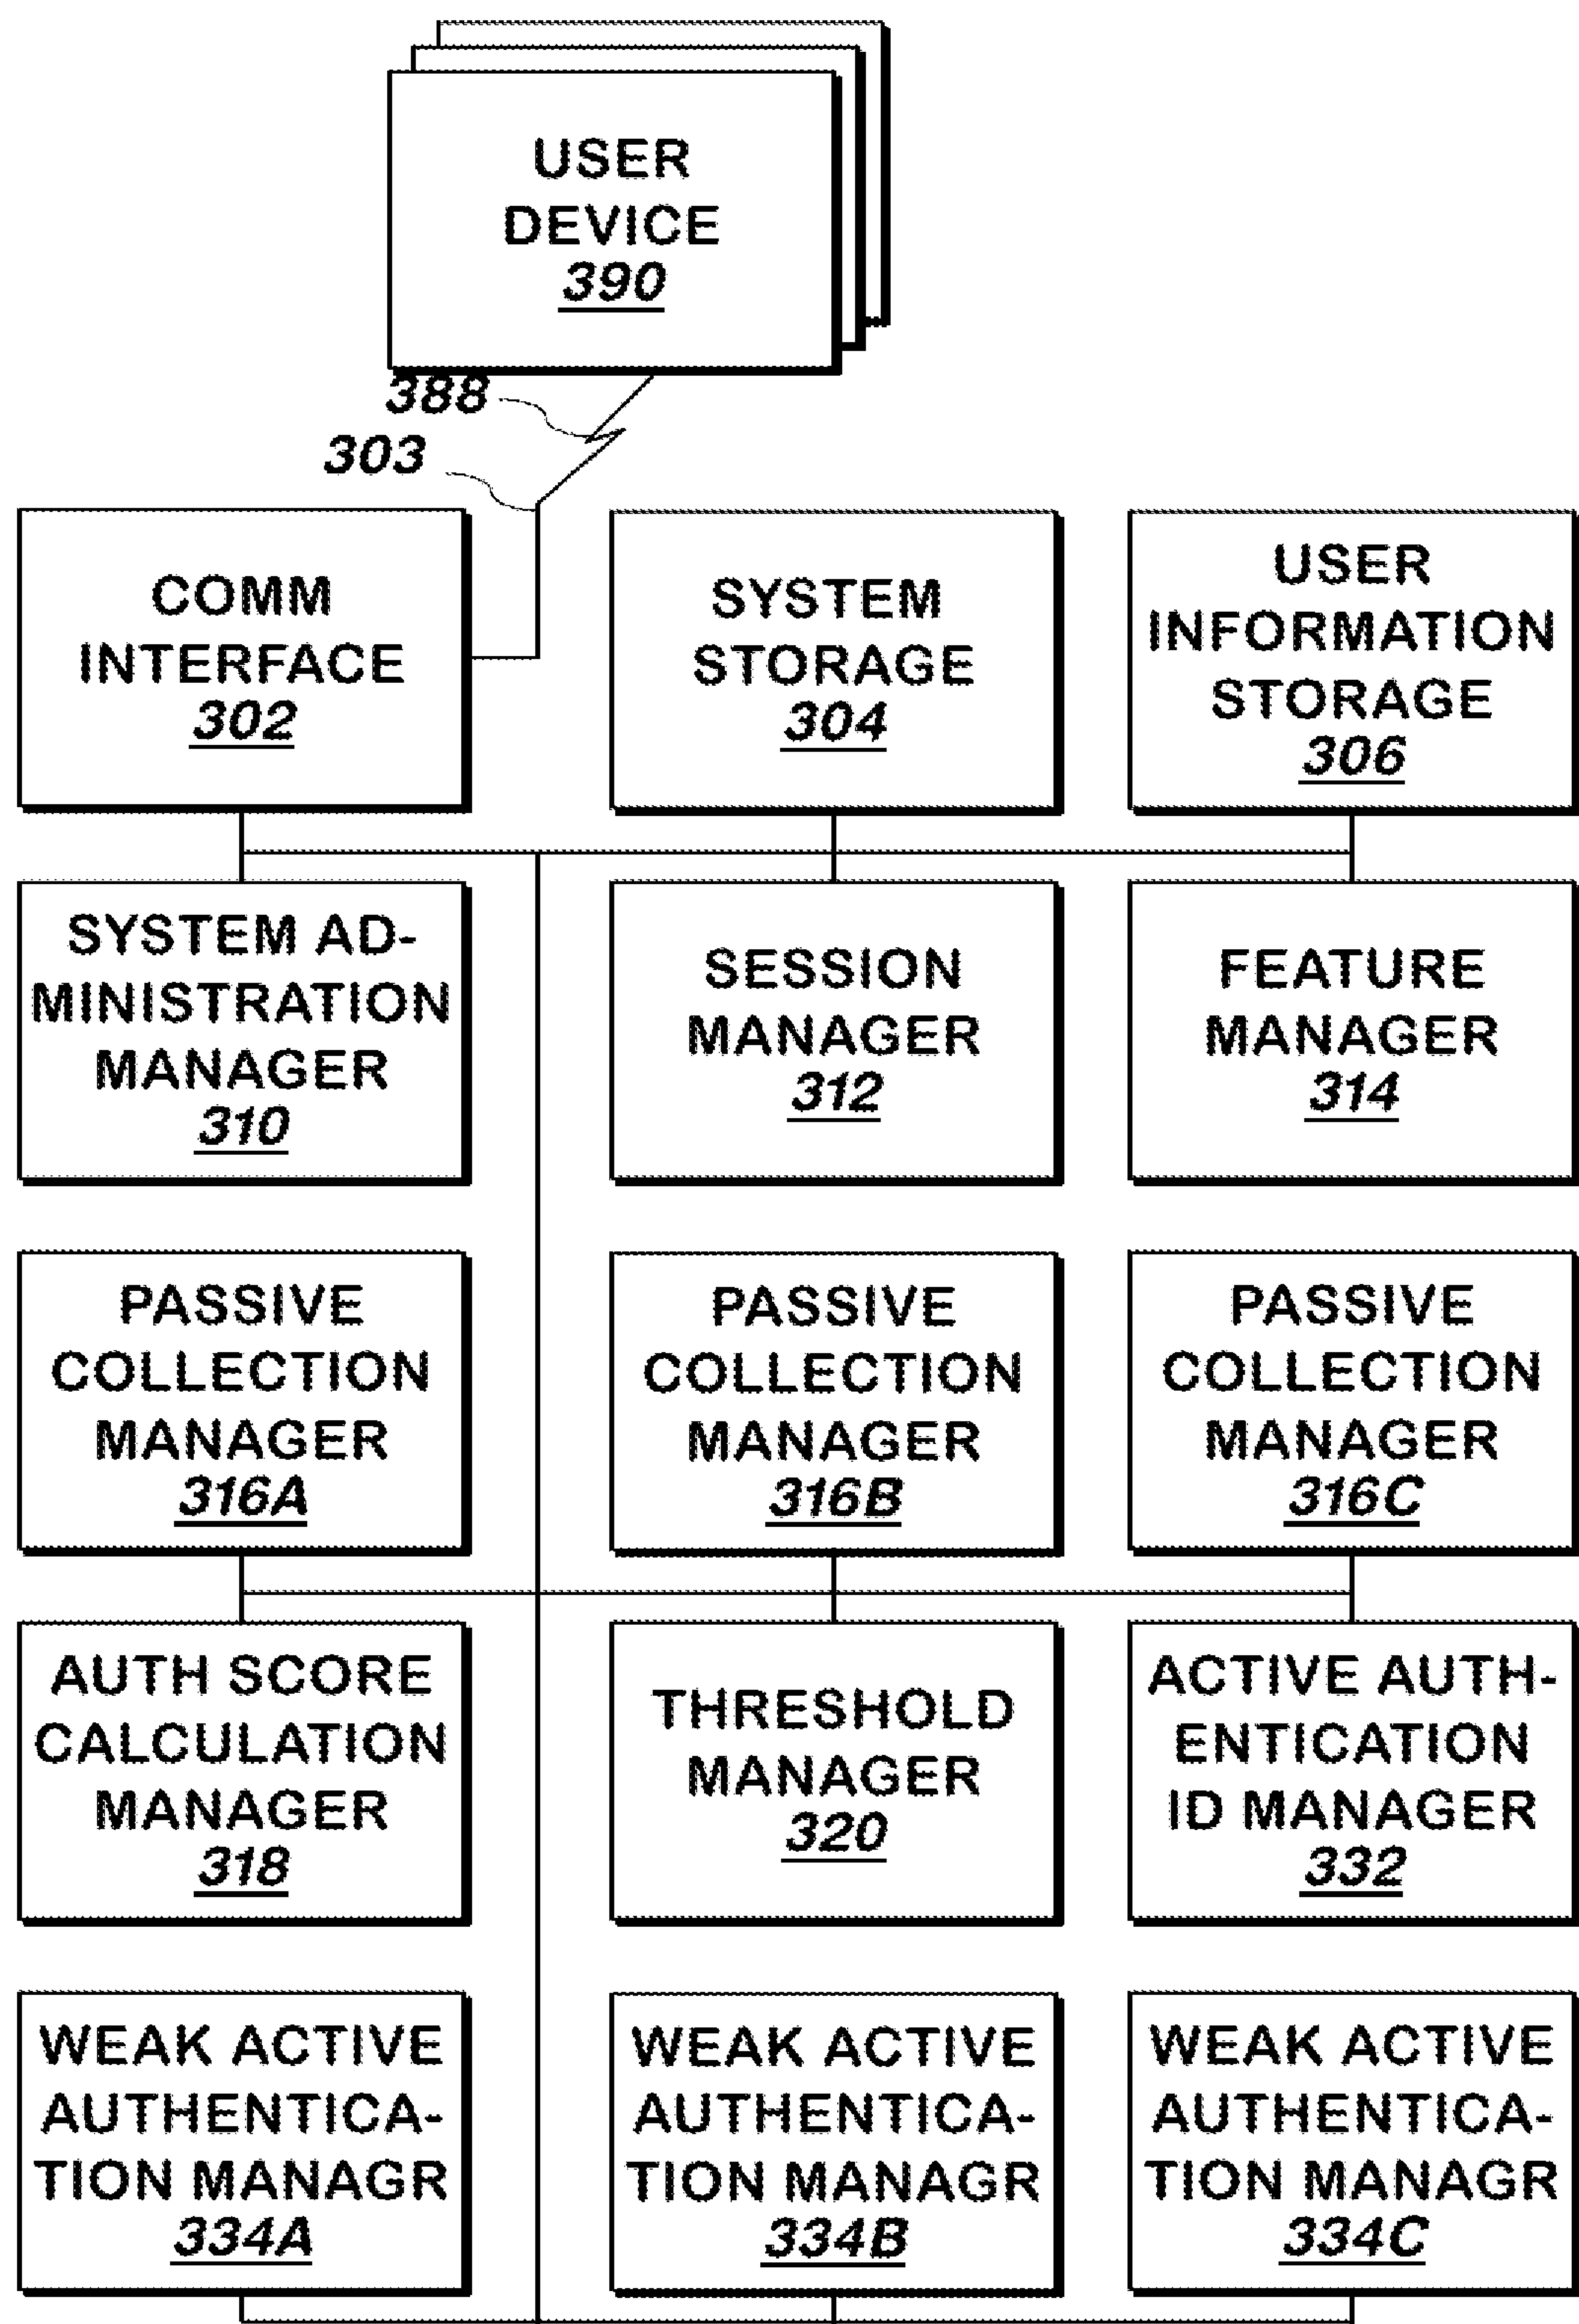 USER
DEVICE
390
388
303
COMM
INTERFACE
302
SYSTEM
STORAGE
304
USER
INFORMATION
STORAGE
306
SYSTEM AD-
MINISTRATION
MANAGER
310
SESSION
MANAGER
312
FEATURE
MANAGER
314
PASSIVE
COLLECTION
MANAGER
316A
PASSIVE
COLLECTION
MANAGER
316B
PASSIVE
COLLECTION
MANAGER
316C
AUTH SCORE
CALCULATION
MANAGER
318
THRESHOLD
MANAGER
320
ACTIVE AUTH-
ENTICATION
ID MANAGER
332
WEAK ACTIVE
AUTHENTICA-
TION MANAGR
334A
WEAK ACTIVE
AUTHENTICA-
TION MANAGR
334B
WEAK ACTIVE
AUTHENTICA-
TION MANAGR
334C